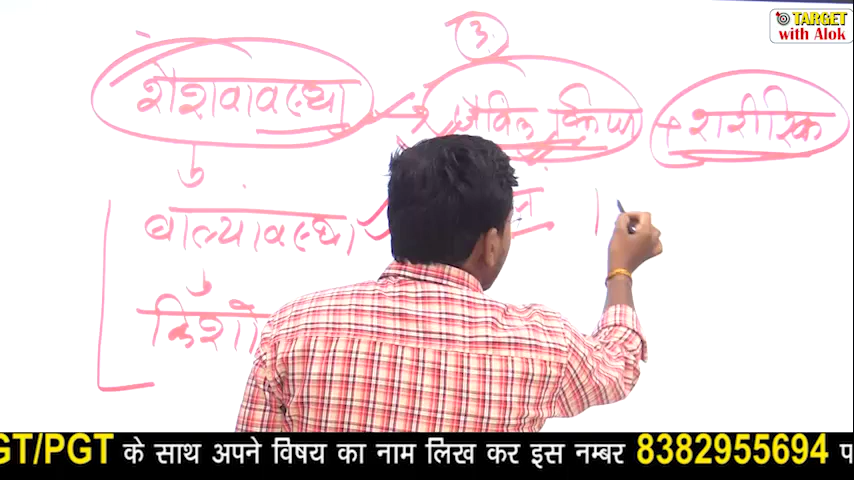 TARGET
with Alok
3
शैशवावस्था
+ शारीरिक
बाल्यावस्था
किशो
GT/PGT के साथ अपने विषय का नाम लिख कर इस नम्बर 8382955694 प